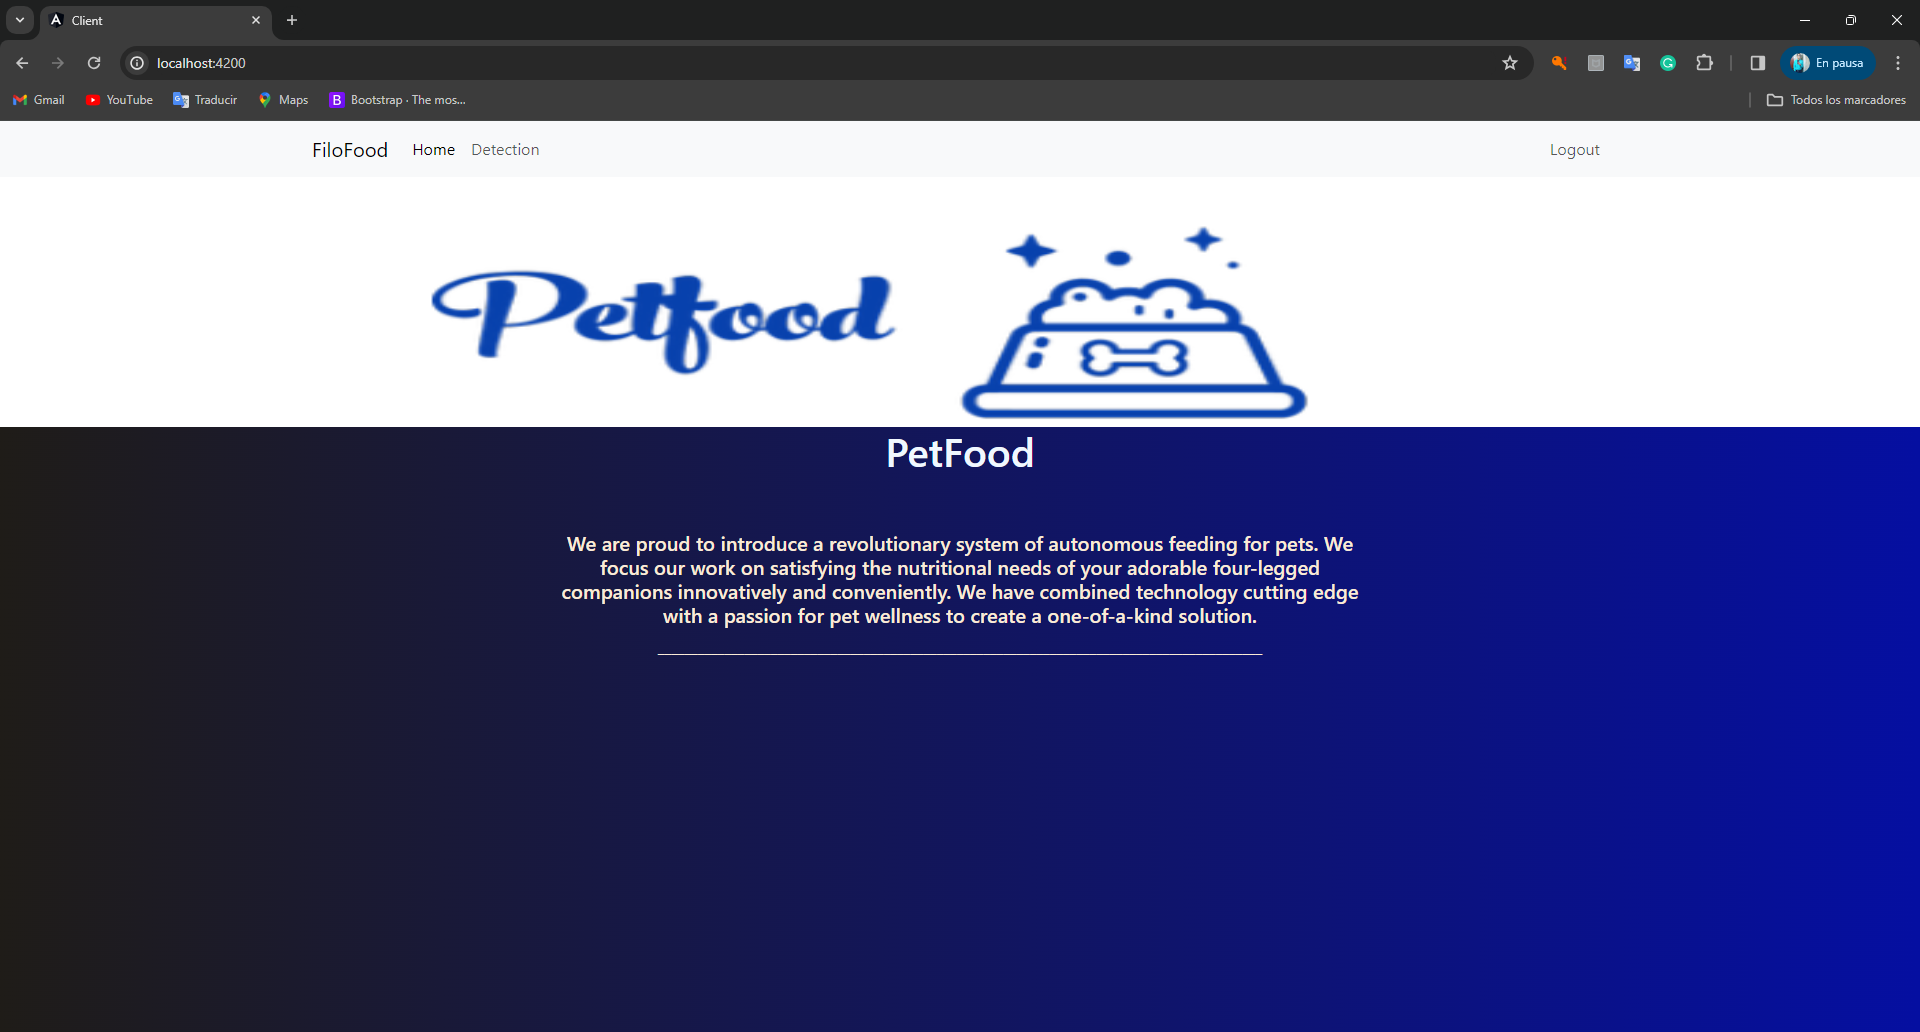 Client
localhost:4200
En pausa
Gmail YouTube Traducir Maps B Bootstrap · The mos... Todos los marcadores
FiloFood Home Detection Logout
Petfood
PetFood
We are proud to introduce a revolutionary system of autonomous feeding for pets. We
focus our work on satisfying the nutritional needs of your adorable four-legged
companions innovatively and conveniently. We have combined technology cutting edge
with a passion for pet wellness to create a one-of-a-kind solution.